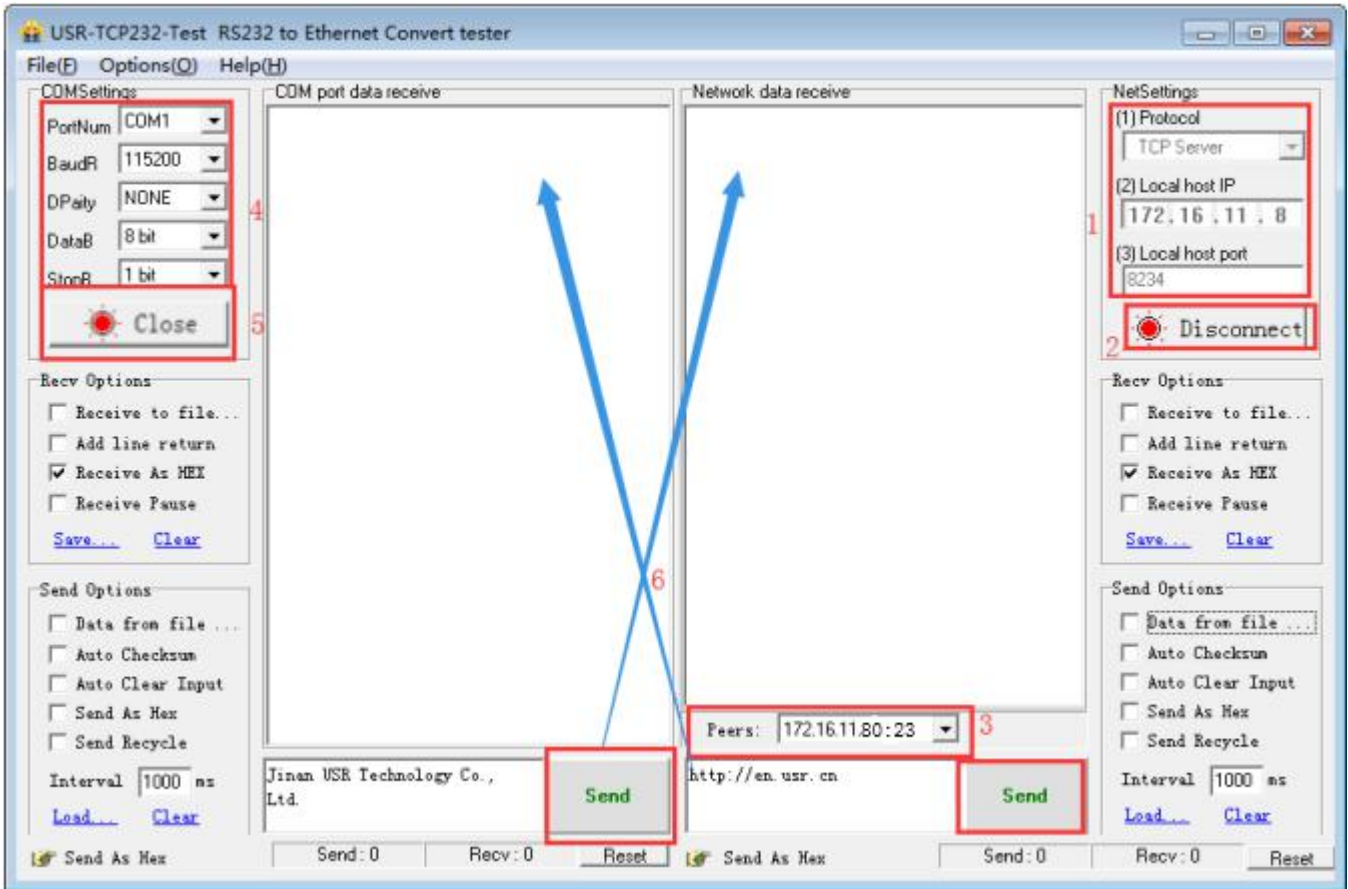 USR-TCP232-Test RS232 to Ethernet Convert tester
File(F) Options(O) Help(H)
COMSettings
PortNum COM1
BaudR 115200
DPaity NONE
DataB 8 bit
StopB 1 bit
4
Close
5
Recv Options
Receive to file...
Add line return
Receive As HEX
Receive Pause
Save... Clear
Send Options
Data from file ...
Auto Checksum
Auto Clear Input
Send As Hex
Send Recycle
Interval 1000 ms
Load... Clear
Send As Hex
COM port data receive
6
Jinan USR Technology Co.,
Ltd.
Send
Send : 0 Recv : 0 Reset
Network data receive
Peers: 172.16.11.80:23 3
http://en.usr.cn
Send
Send As Hex Send : 0 Recv : 0 Reset
NetSettings
(1) Protocol
TCP Server
(2) Local host IP
172 . 16 . 11 . 8
1
(3) Local host port
8234
Disconnect
2
Recv Options
Receive to file...
Add line return
Receive As HEX
Receive Pause
Save... Clear
Send Options
Data from file ...
Auto Checksum
Auto Clear Input
Send As Hex
Send Recycle
Interval 1000 ms
Load... Clear